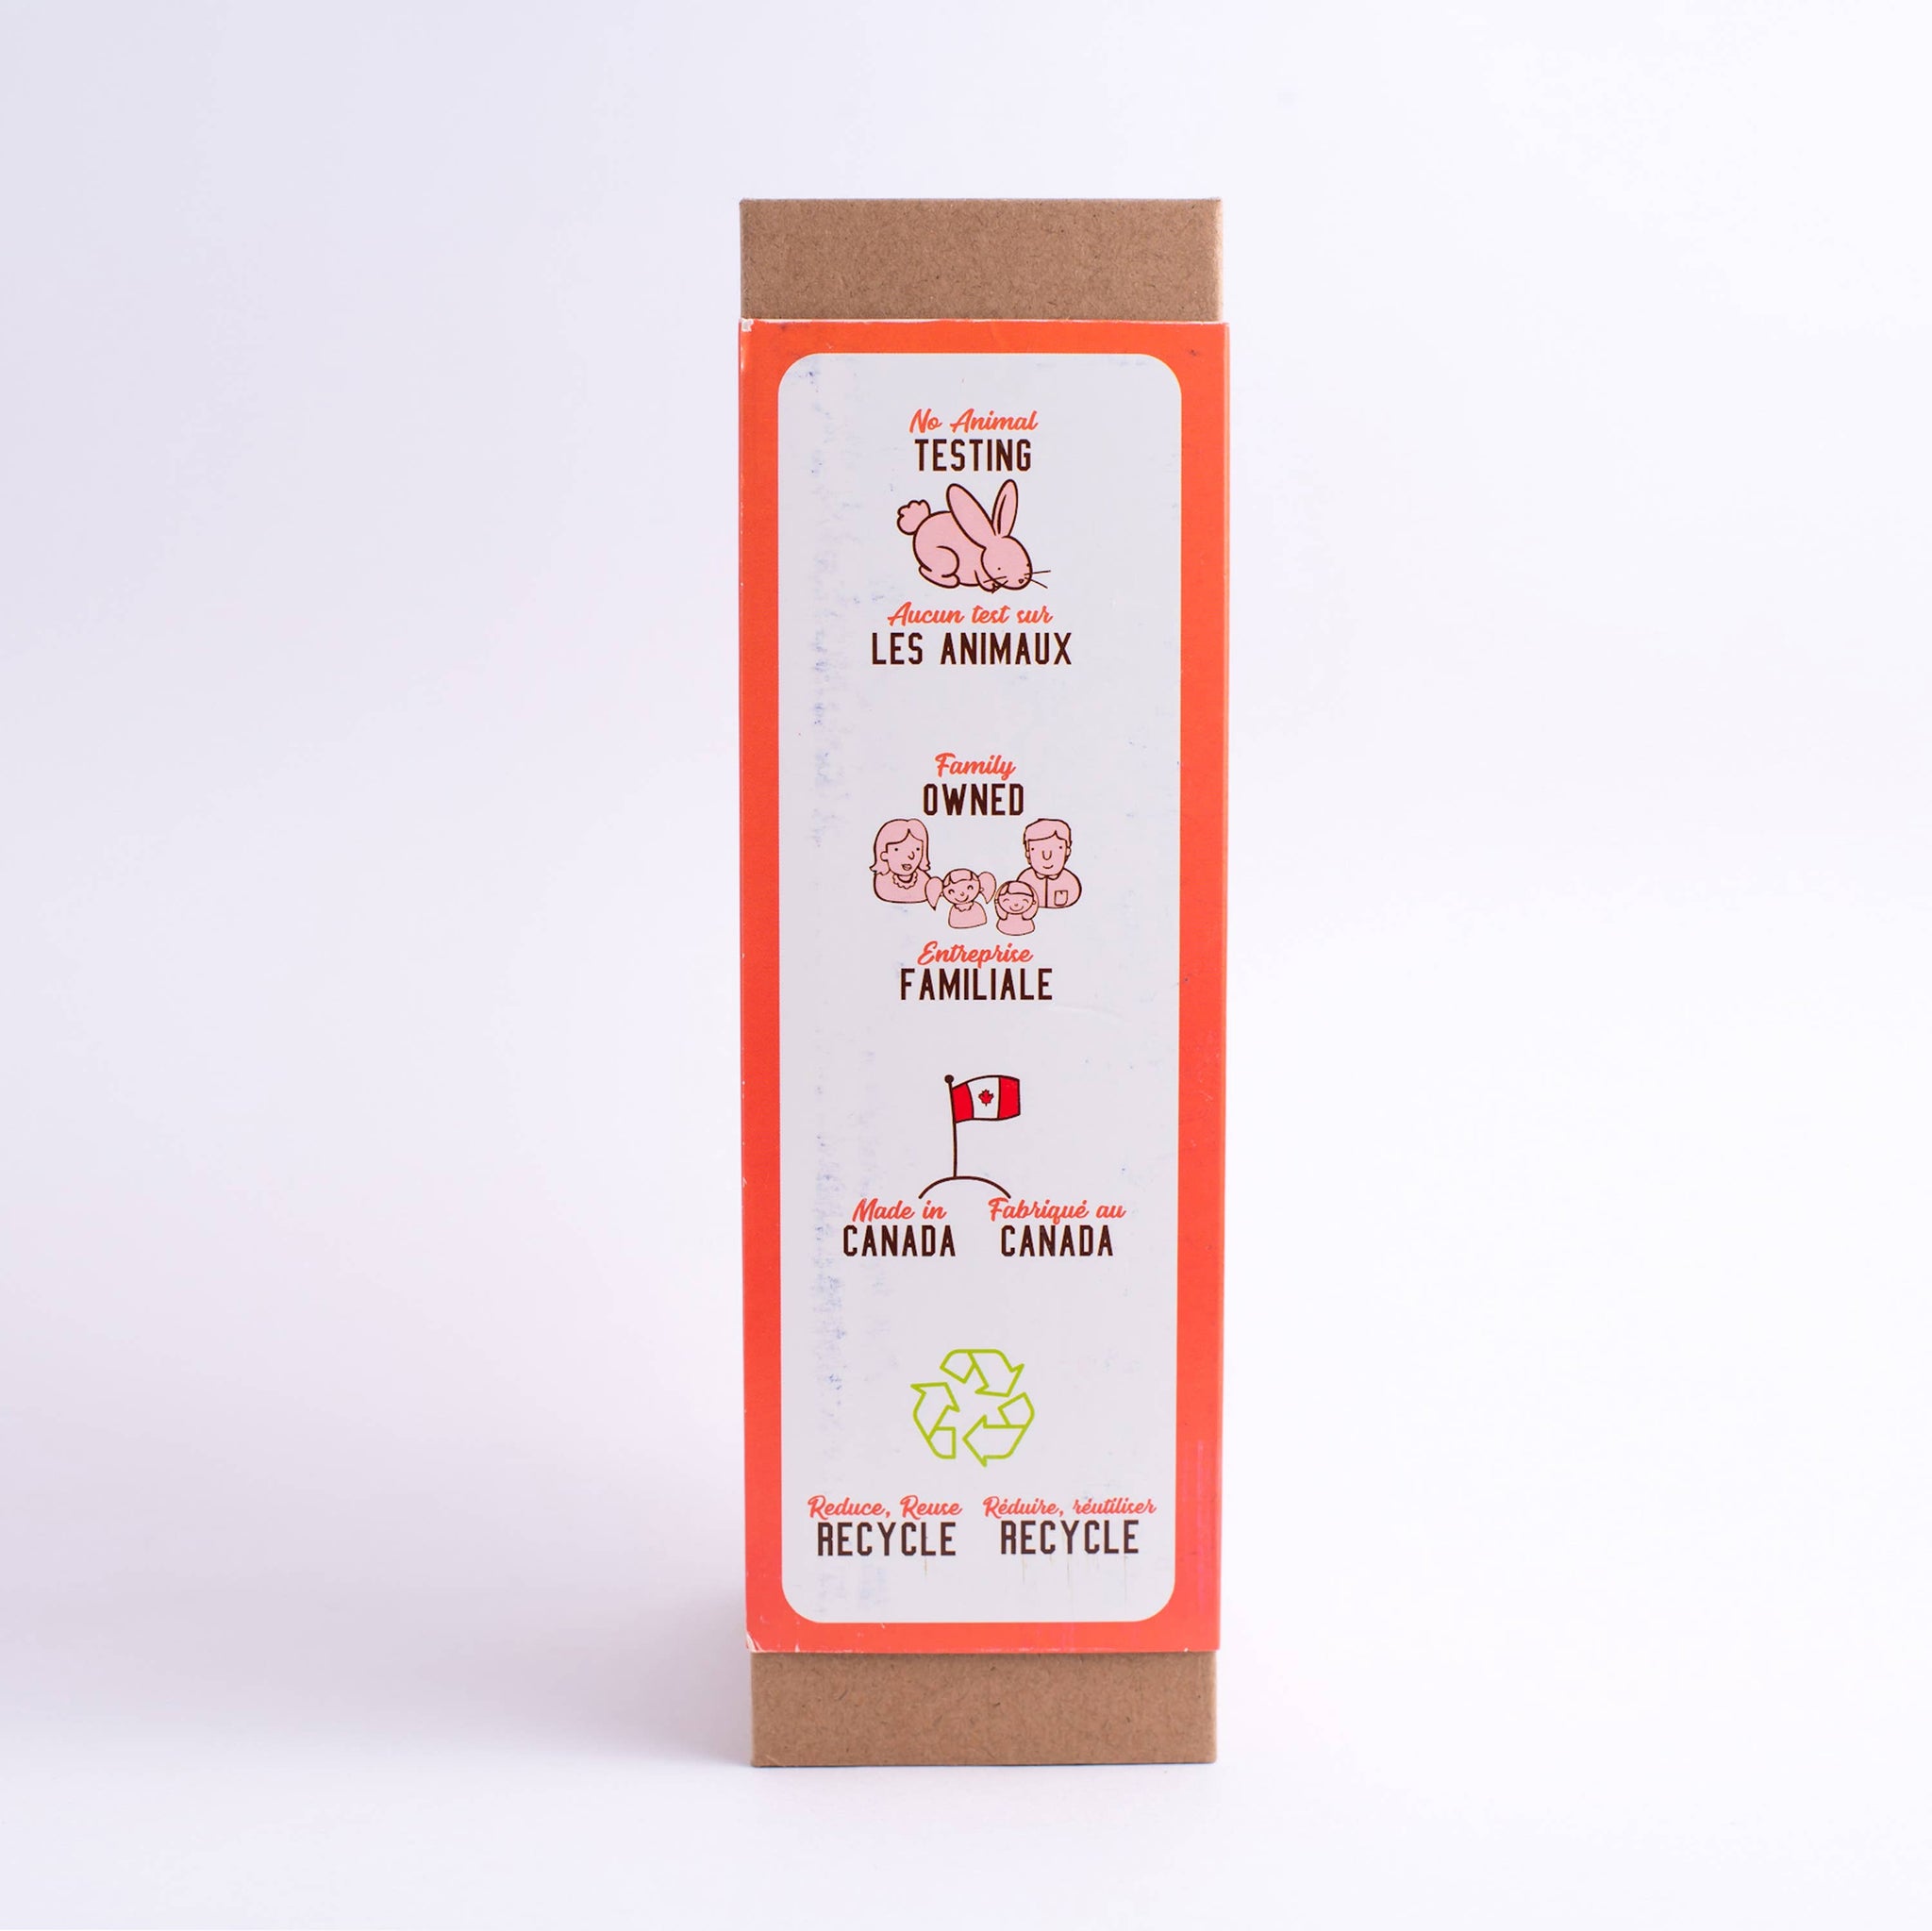 No Animal
TESTING
Aucun test sur
LES ANIMAUX
Family
OWNED
Entreprise
FAMILIALE
Made in
CANADA
Fabriqué au
CANADA
Reduce, Reuse
RECYCLE
Réduire, réutiliser
RECYCLE